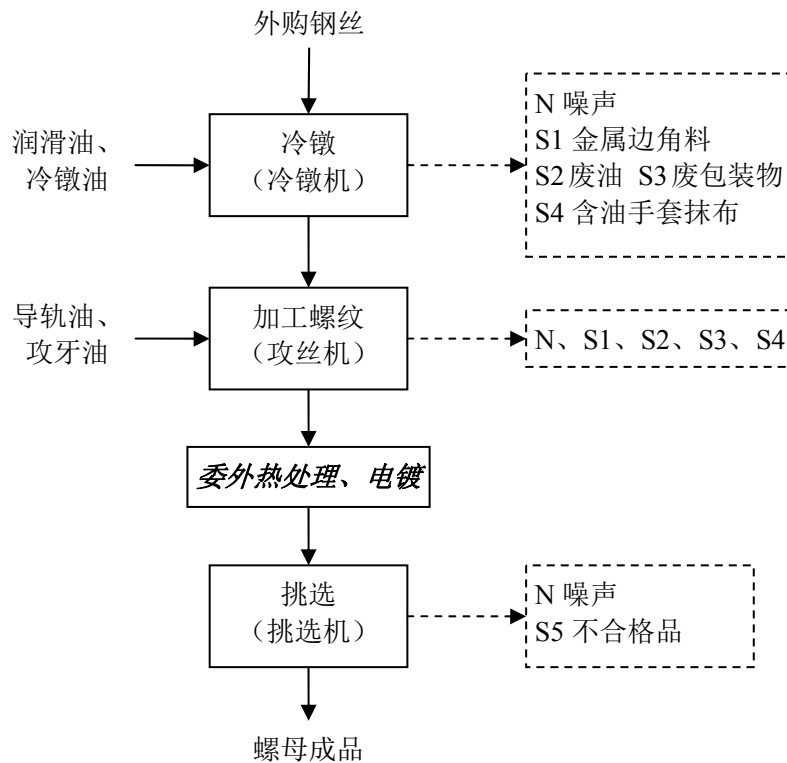 外购钢丝
润滑油、
冷镦油
冷镦
（冷镦机）
N 噪声
S1 金属边角料
S2 废油 S3 废包装物
S4 含油手套抹布
导轨油、
攻牙油
加工螺纹
（攻丝机）
N、S1、S2、S3、S4
委外热处理、电镀
挑选
（挑选机）
N 噪声
S5 不合格品
螺母成品